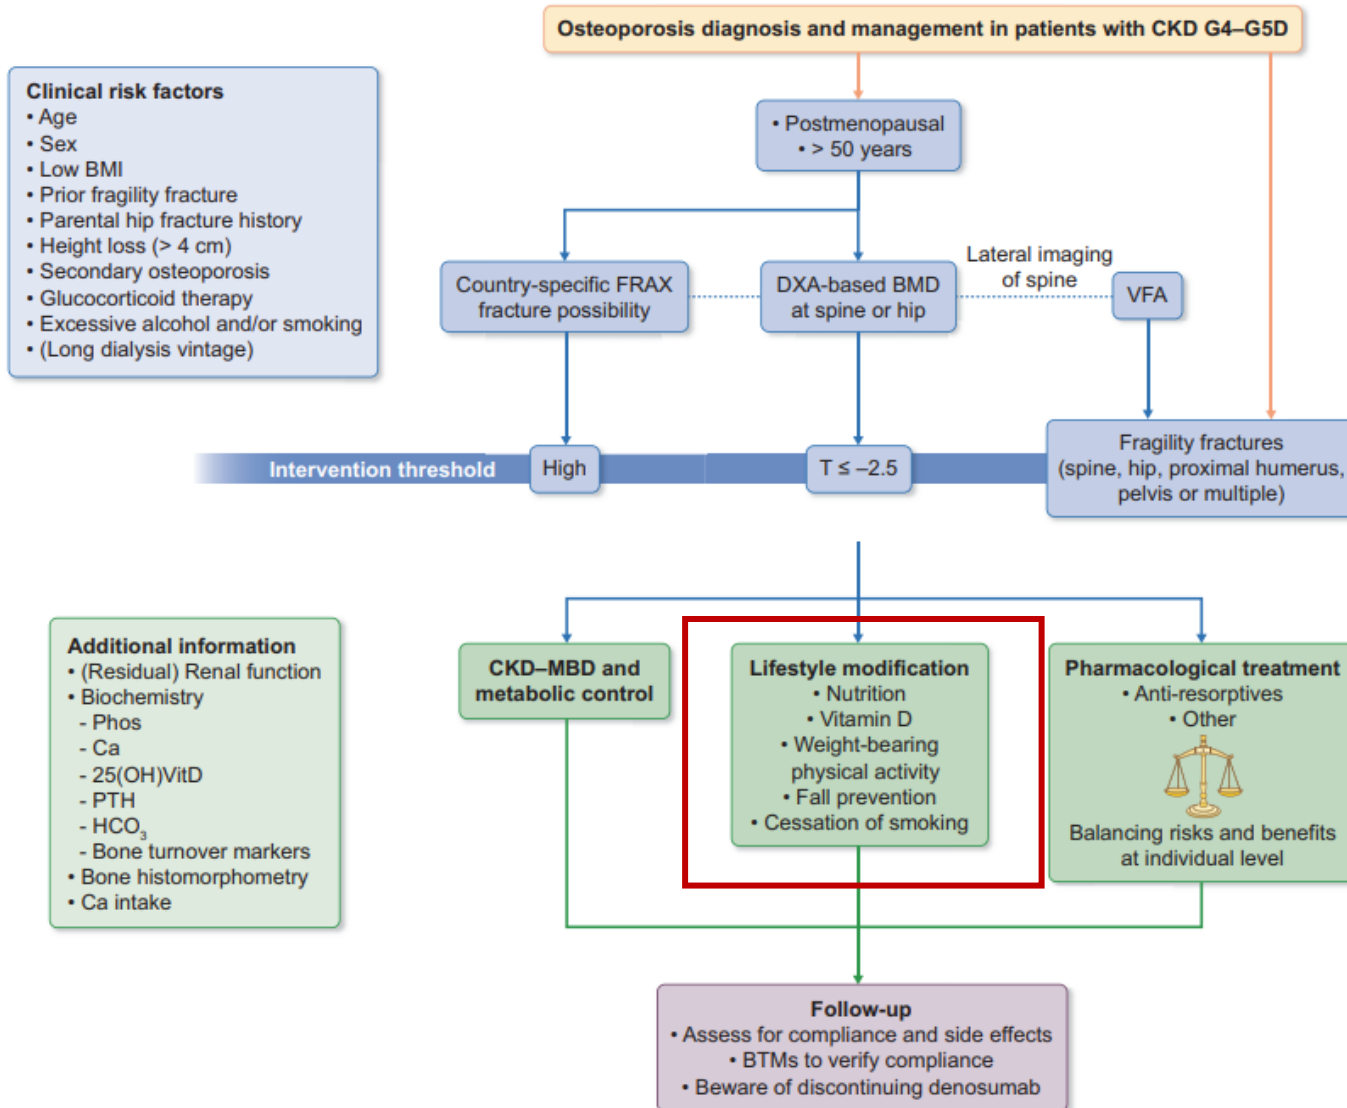 Osteoporosis diagnosis and management in patients with CKD G4–G5D
Clinical risk factors
• Age
• Sex
• Low BMI
• Prior fragility fracture
• Parental hip fracture history
• Height loss (> 4 cm)
• Secondary osteoporosis
• Glucocorticoid therapy
• Excessive alcohol and/or smoking
• (Long dialysis vintage)
• Postmenopausal
• > 50 years
Country-specific FRAX
fracture possibility
DXA-based BMD
at spine or hip
Lateral imaging
of spine
VFA
Intervention threshold
High
T ≤ –2.5
Fragility fractures
(spine, hip, proximal humerus,
pelvis or multiple)
Additional information
• (Residual) Renal function
• Biochemistry
- Phos
- Ca
- 25(OH)VitD
- PTH
- HCO₃
- Bone turnover markers
• Bone histomorphometry
• Ca intake
CKD–MBD and
metabolic control
Lifestyle modification
• Nutrition
• Vitamin D
• Weight-bearing
physical activity
• Fall prevention
• Cessation of smoking
Pharmacological treatment
• Anti-resorptives
• Other
Balancing risks and benefits
at individual level
Follow-up
• Assess for compliance and side effects
• BTMs to verify compliance
• Beware of discontinuing denosumab